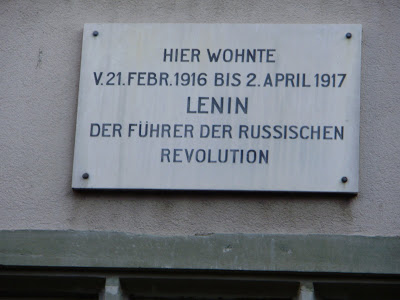 HIER WOHNTE
V. 21. FEBR. 1916 BIS 2. APRIL 1917
LENIN
DER FÜHRER DER RUSSISCHEN
REVOLUTION